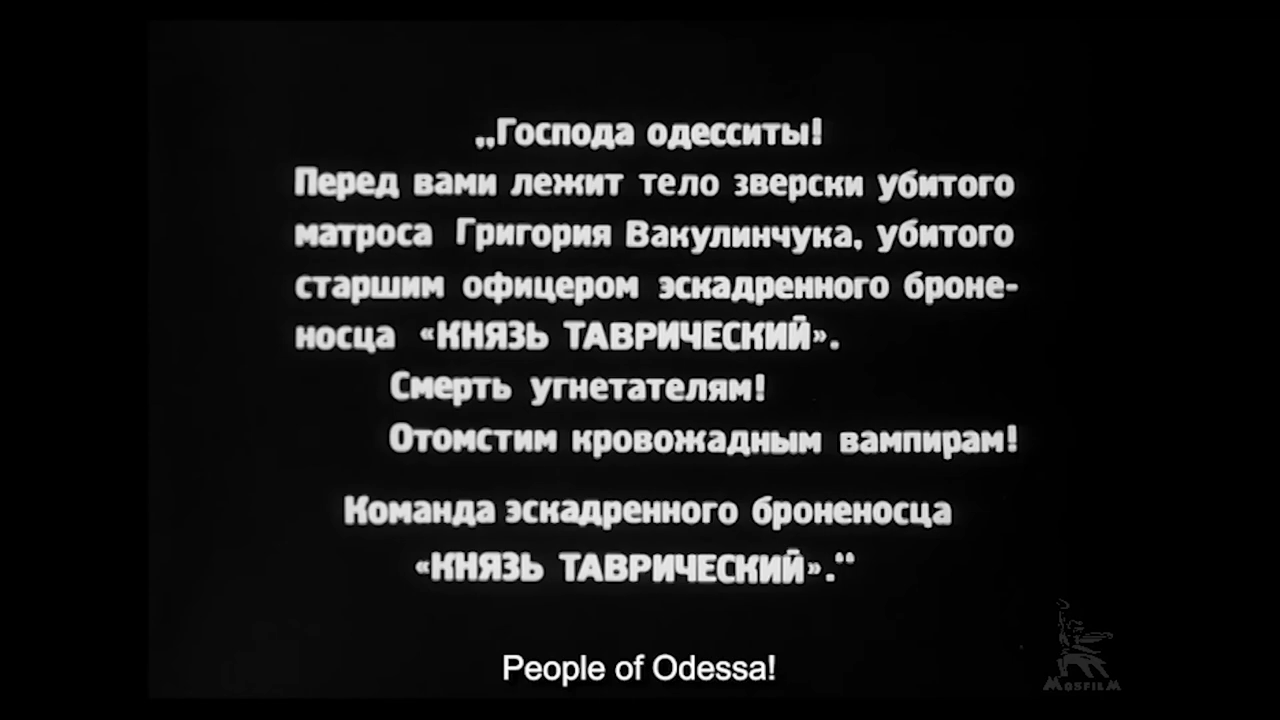 „Господа одесситы!
Перед вами лежит тело зверски убитого
матроса Григория Вакулинчука, убитого
старшим офицером эскадренного броне-
носца «КНЯЗЬ ТАВРИЧЕСКИЙ».
Смерть угнетателям!
Отомстим кровожадным вампирам!
Команда эскадренного броненосца
«КНЯЗЬ ТАВРИЧЕСКИЙ».“
People of Odessa!
MOSFILM